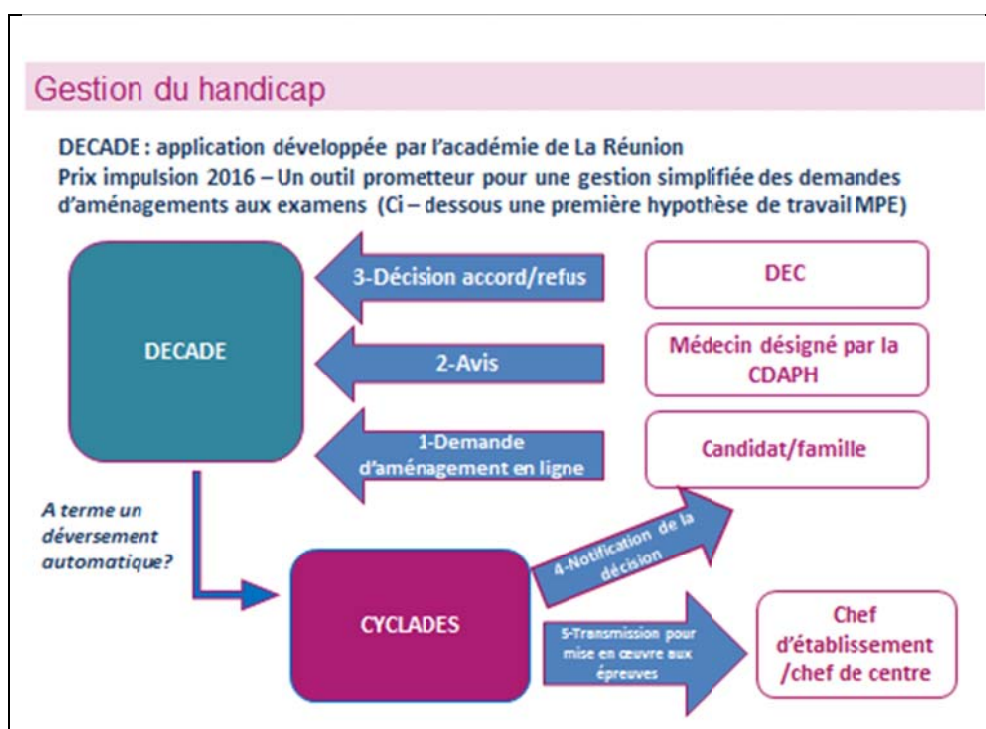 Gestion du handicap
DECADE : application développée par l'académie de La Réunion
Prix impulsion 2016 – Un outil prometteur pour une gestion simplifiée des demandes
d'aménagements aux examens (Ci – dessous une première hypothèse de travail MPE)
3-Décision accord/refus
DEC
DECADE
2-Avis
Médecin désigné par la
CDAPH
1-Demande
d'aménagement en ligne
Candidat/famille
A terme un
déversement
automatique?
4-Notification de la
décision
CYCLADES
5-Transmission pour
mise en œuvre aux
épreuves
Chef
d'établissement
/chef de centre